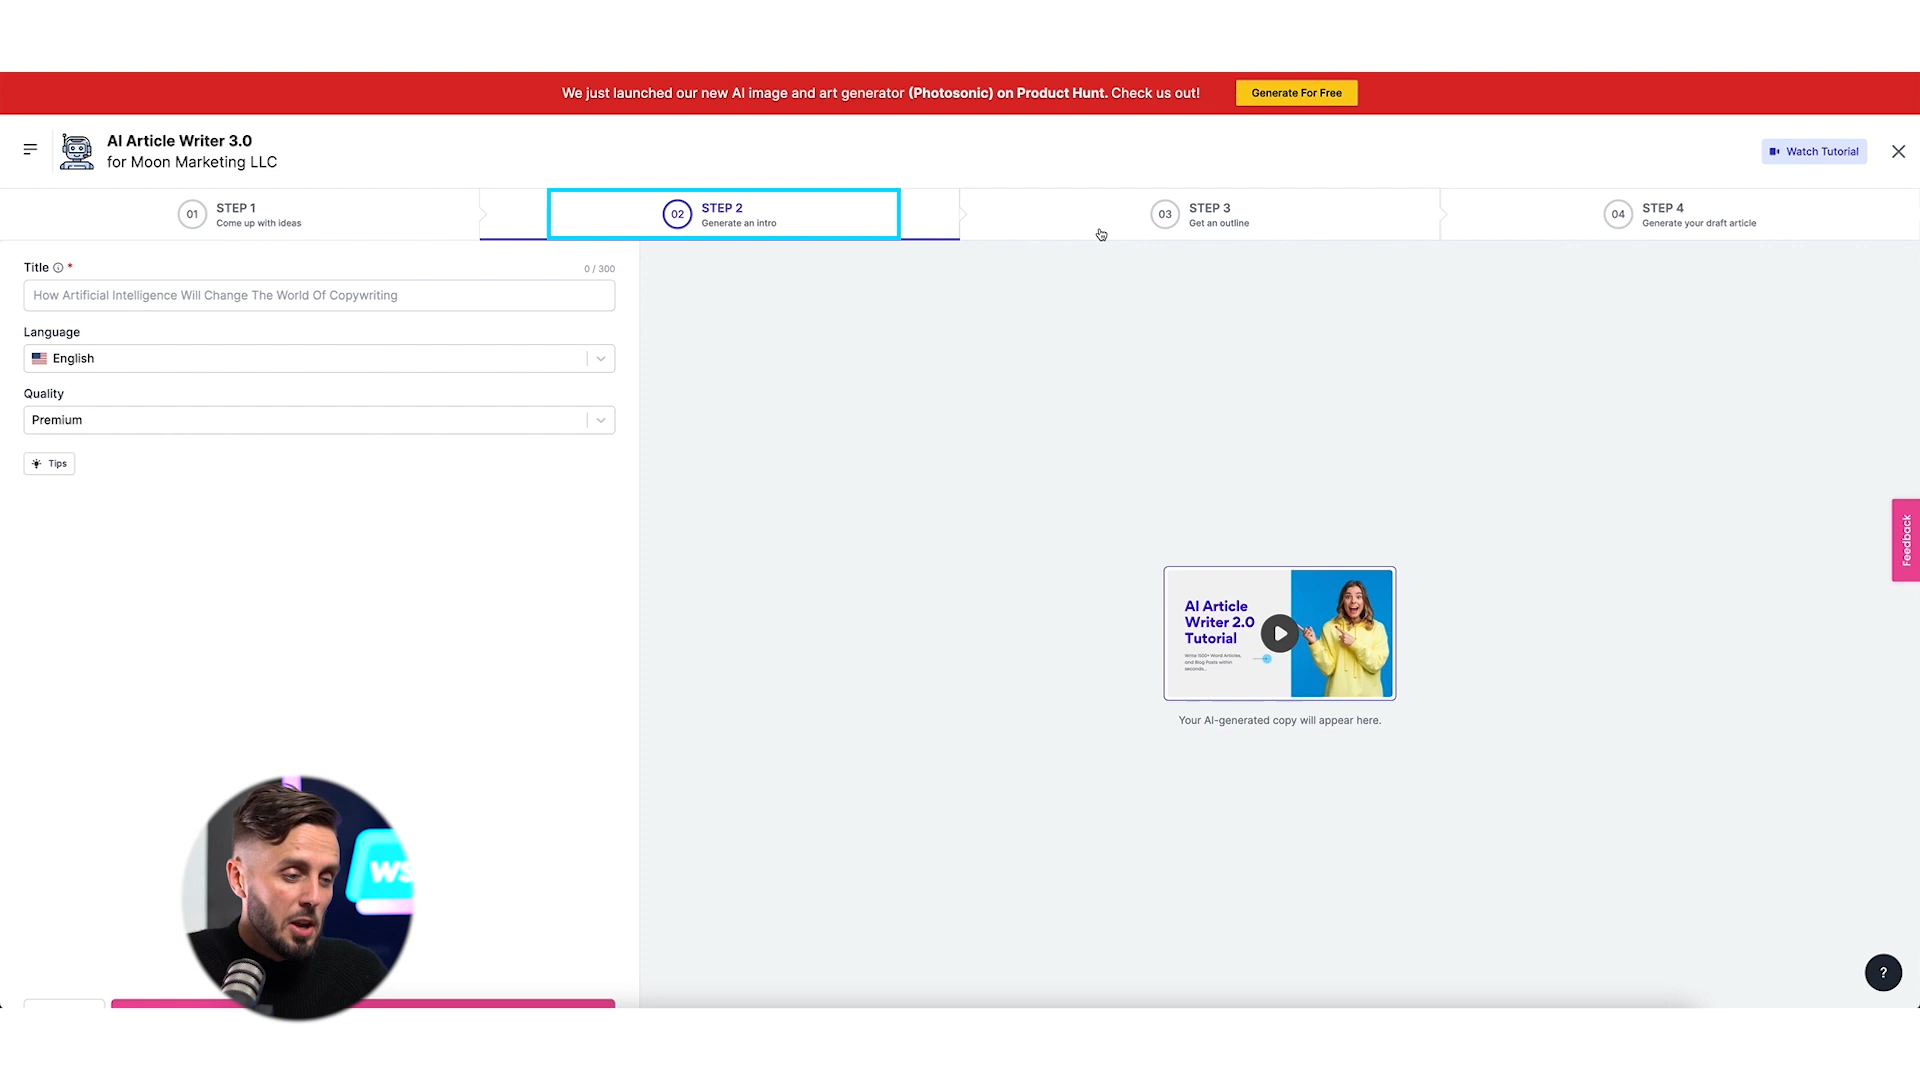 We just launched our new AI image and art generator (Photosonic) on Product Hunt. Check us out!
Generate For Free
AI Article Writer 3.0
for Moon Marketing LLC
Watch Tutorial
01
STEP 1
Come up with ideas
02
STEP 2
Generate an intro
03
STEP 3
Get an outline
04
STEP 4
Generate your draft article
Title *
0 / 300
How Artificial Intelligence Will Change The World Of Copywriting
Language
English
Quality
Premium
Tips
Feedback
AI Article
Writer 2.0
Tutorial
Write 1500+ Word Articles,
and Blog Posts within
seconds...
Your AI-generated copy will appear here.
WS
?